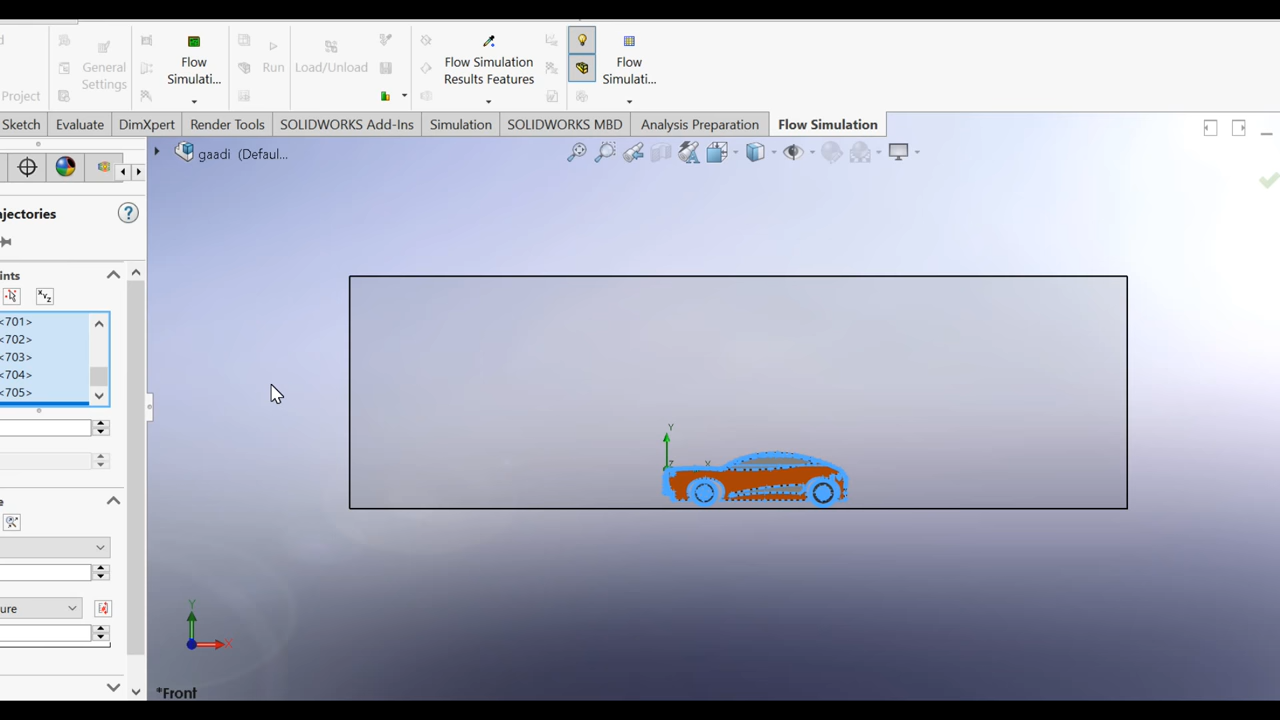 d
Project
General
Settings
Flow
Simulati...
Run
Load/Unload
Flow Simulation
Results Features
Flow
Simulati...
Sketch
Evaluate
DimXpert
Render Tools
SOLIDWORKS Add-Ins
Simulation
SOLIDWORKS MBD
Analysis Preparation
Flow Simulation
gaadi (Defaul...
jectories
ints
XYZ
<701>
<702>
<703>
<704>
<705>
e
ure
Y
Z
X
Y
X
*Front